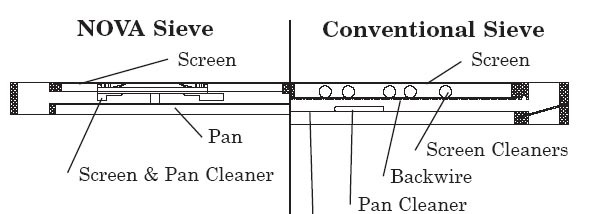 NOVA Sieve
Screen
Pan
Screen & Pan Cleaner
Conventional Sieve
Screen
Screen Cleaners
Backwire
Pan Cleaner